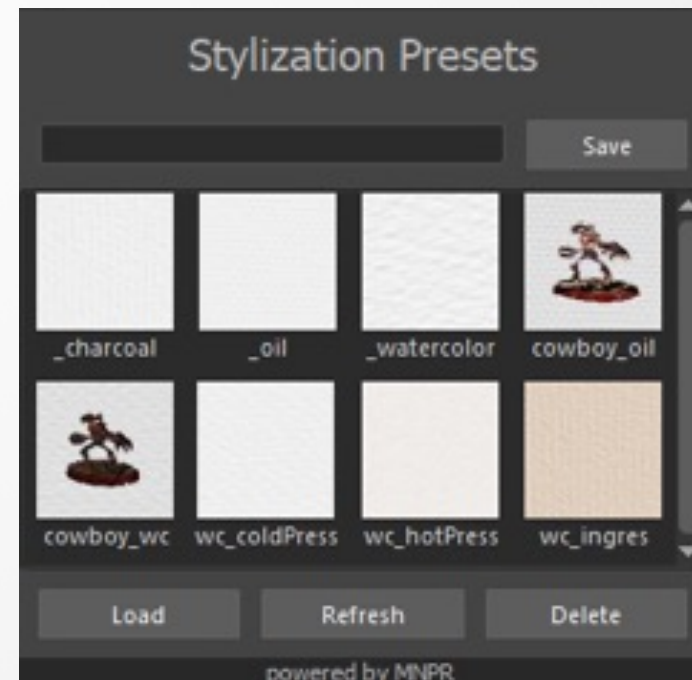 Stylization Presets
Save
_charcoal _oil _watercolor cowboy_oil
cowboy_wc wc_coldPress wc_hotPress wc_ingres
Load Refresh Delete
powered by MNPR